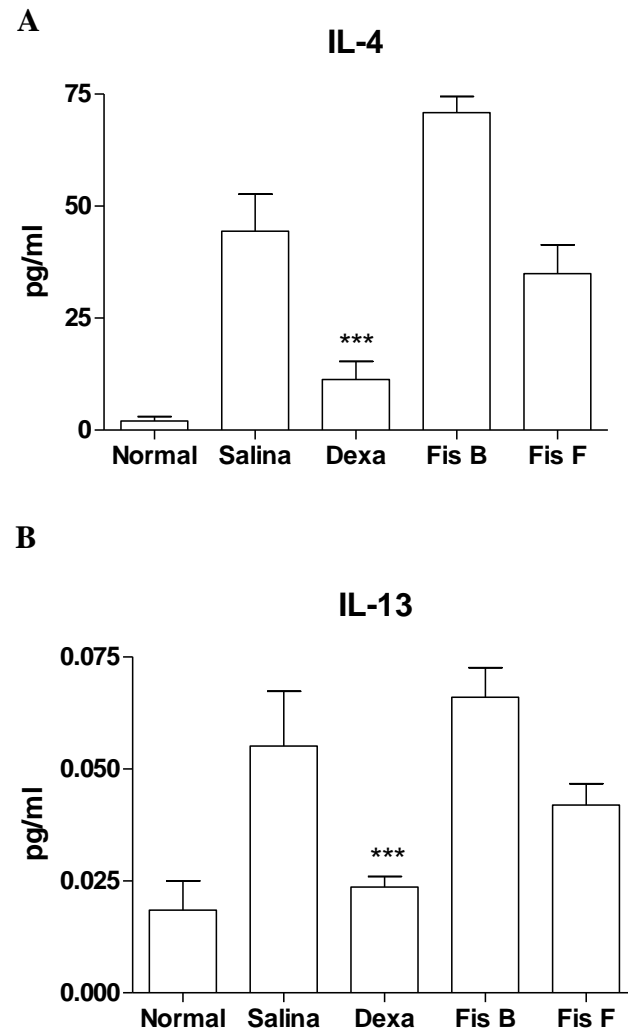 A
IL-4
75
50
25
0
pg/ml
***
Normal Salina Dexa Fis B Fis F
B
IL-13
0.075
0.050
0.025
0.000
pg/ml
***
Normal Salina Dexa Fis B Fis F